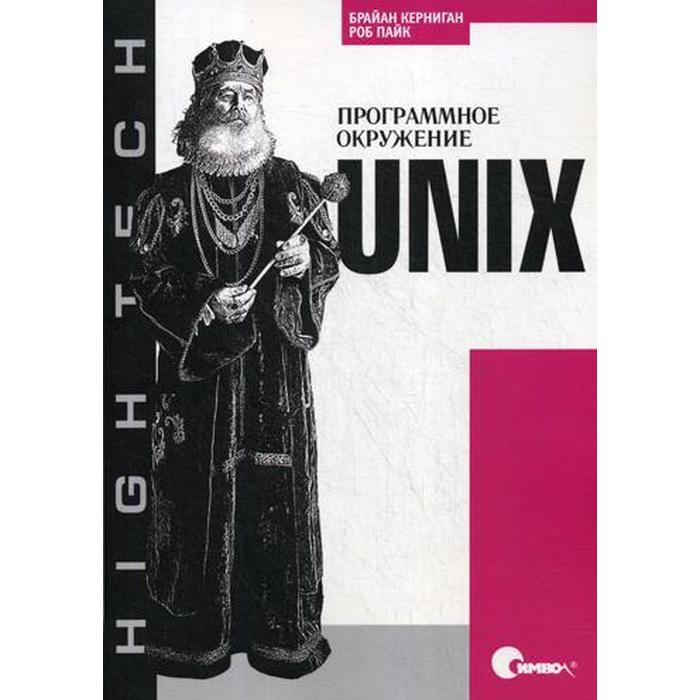 БРАЙАН КЕРНИГАН
РОБ ПАЙК
ПРОГРАММНОЕ
ОКРУЖЕНИЕ
UNIX
HIGH TECH
СИМВОЛ®